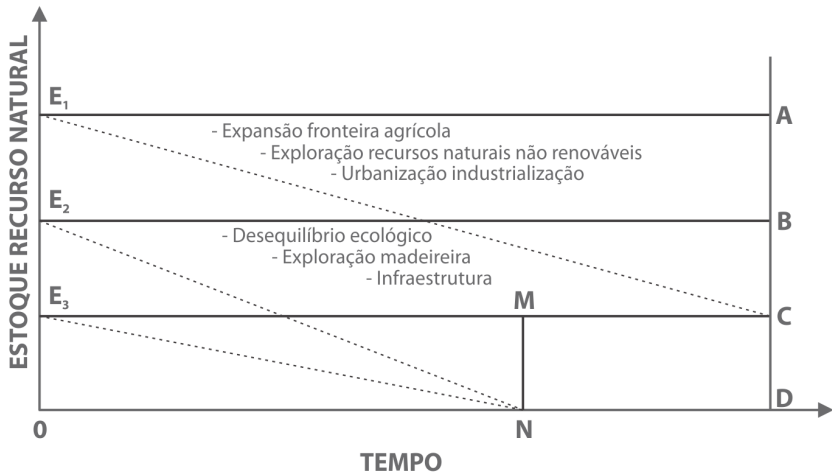 ESTOQUE RECURSO NATURAL
E₁
A
- Expansão fronteira agrícola
- Exploração recursos naturais não renováveis
- Urbanização industrialização
E₂
B
- Desequilíbrio ecológico
- Exploração madeireira
- Infraestrutura
E₃
M
C
D
0
N
TEMPO